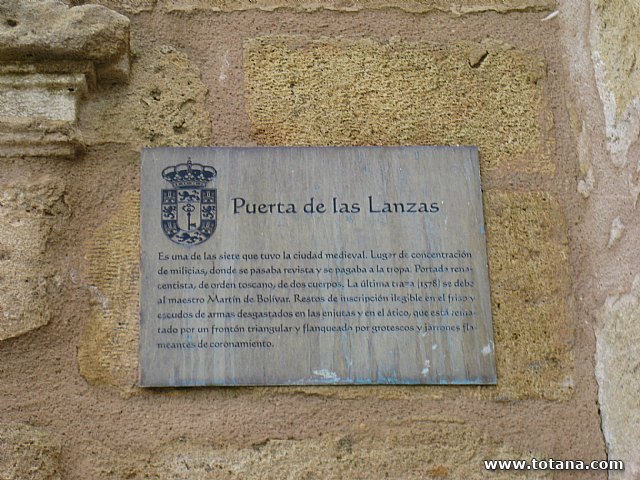 Puerta de las Lanzas
Es una de las siete que tuvo la ciudad medieval. Lugar de concentración
de milicias, donde se pasaba revista y se pagaba a la tropa. Portada rena-
centista, de orden toscano, de dos cuerpos. La última traza (1578) se debe
al maestro Martín de Bolívar. Restos de inscripción ilegible en el friso y
escudos de armas desgastados en las enjutas y en el ático, que está rema-
tado por un frontón triangular y flanqueada por grotescos y jarrones fla-
meantes de coronamiento.
www.totana.com